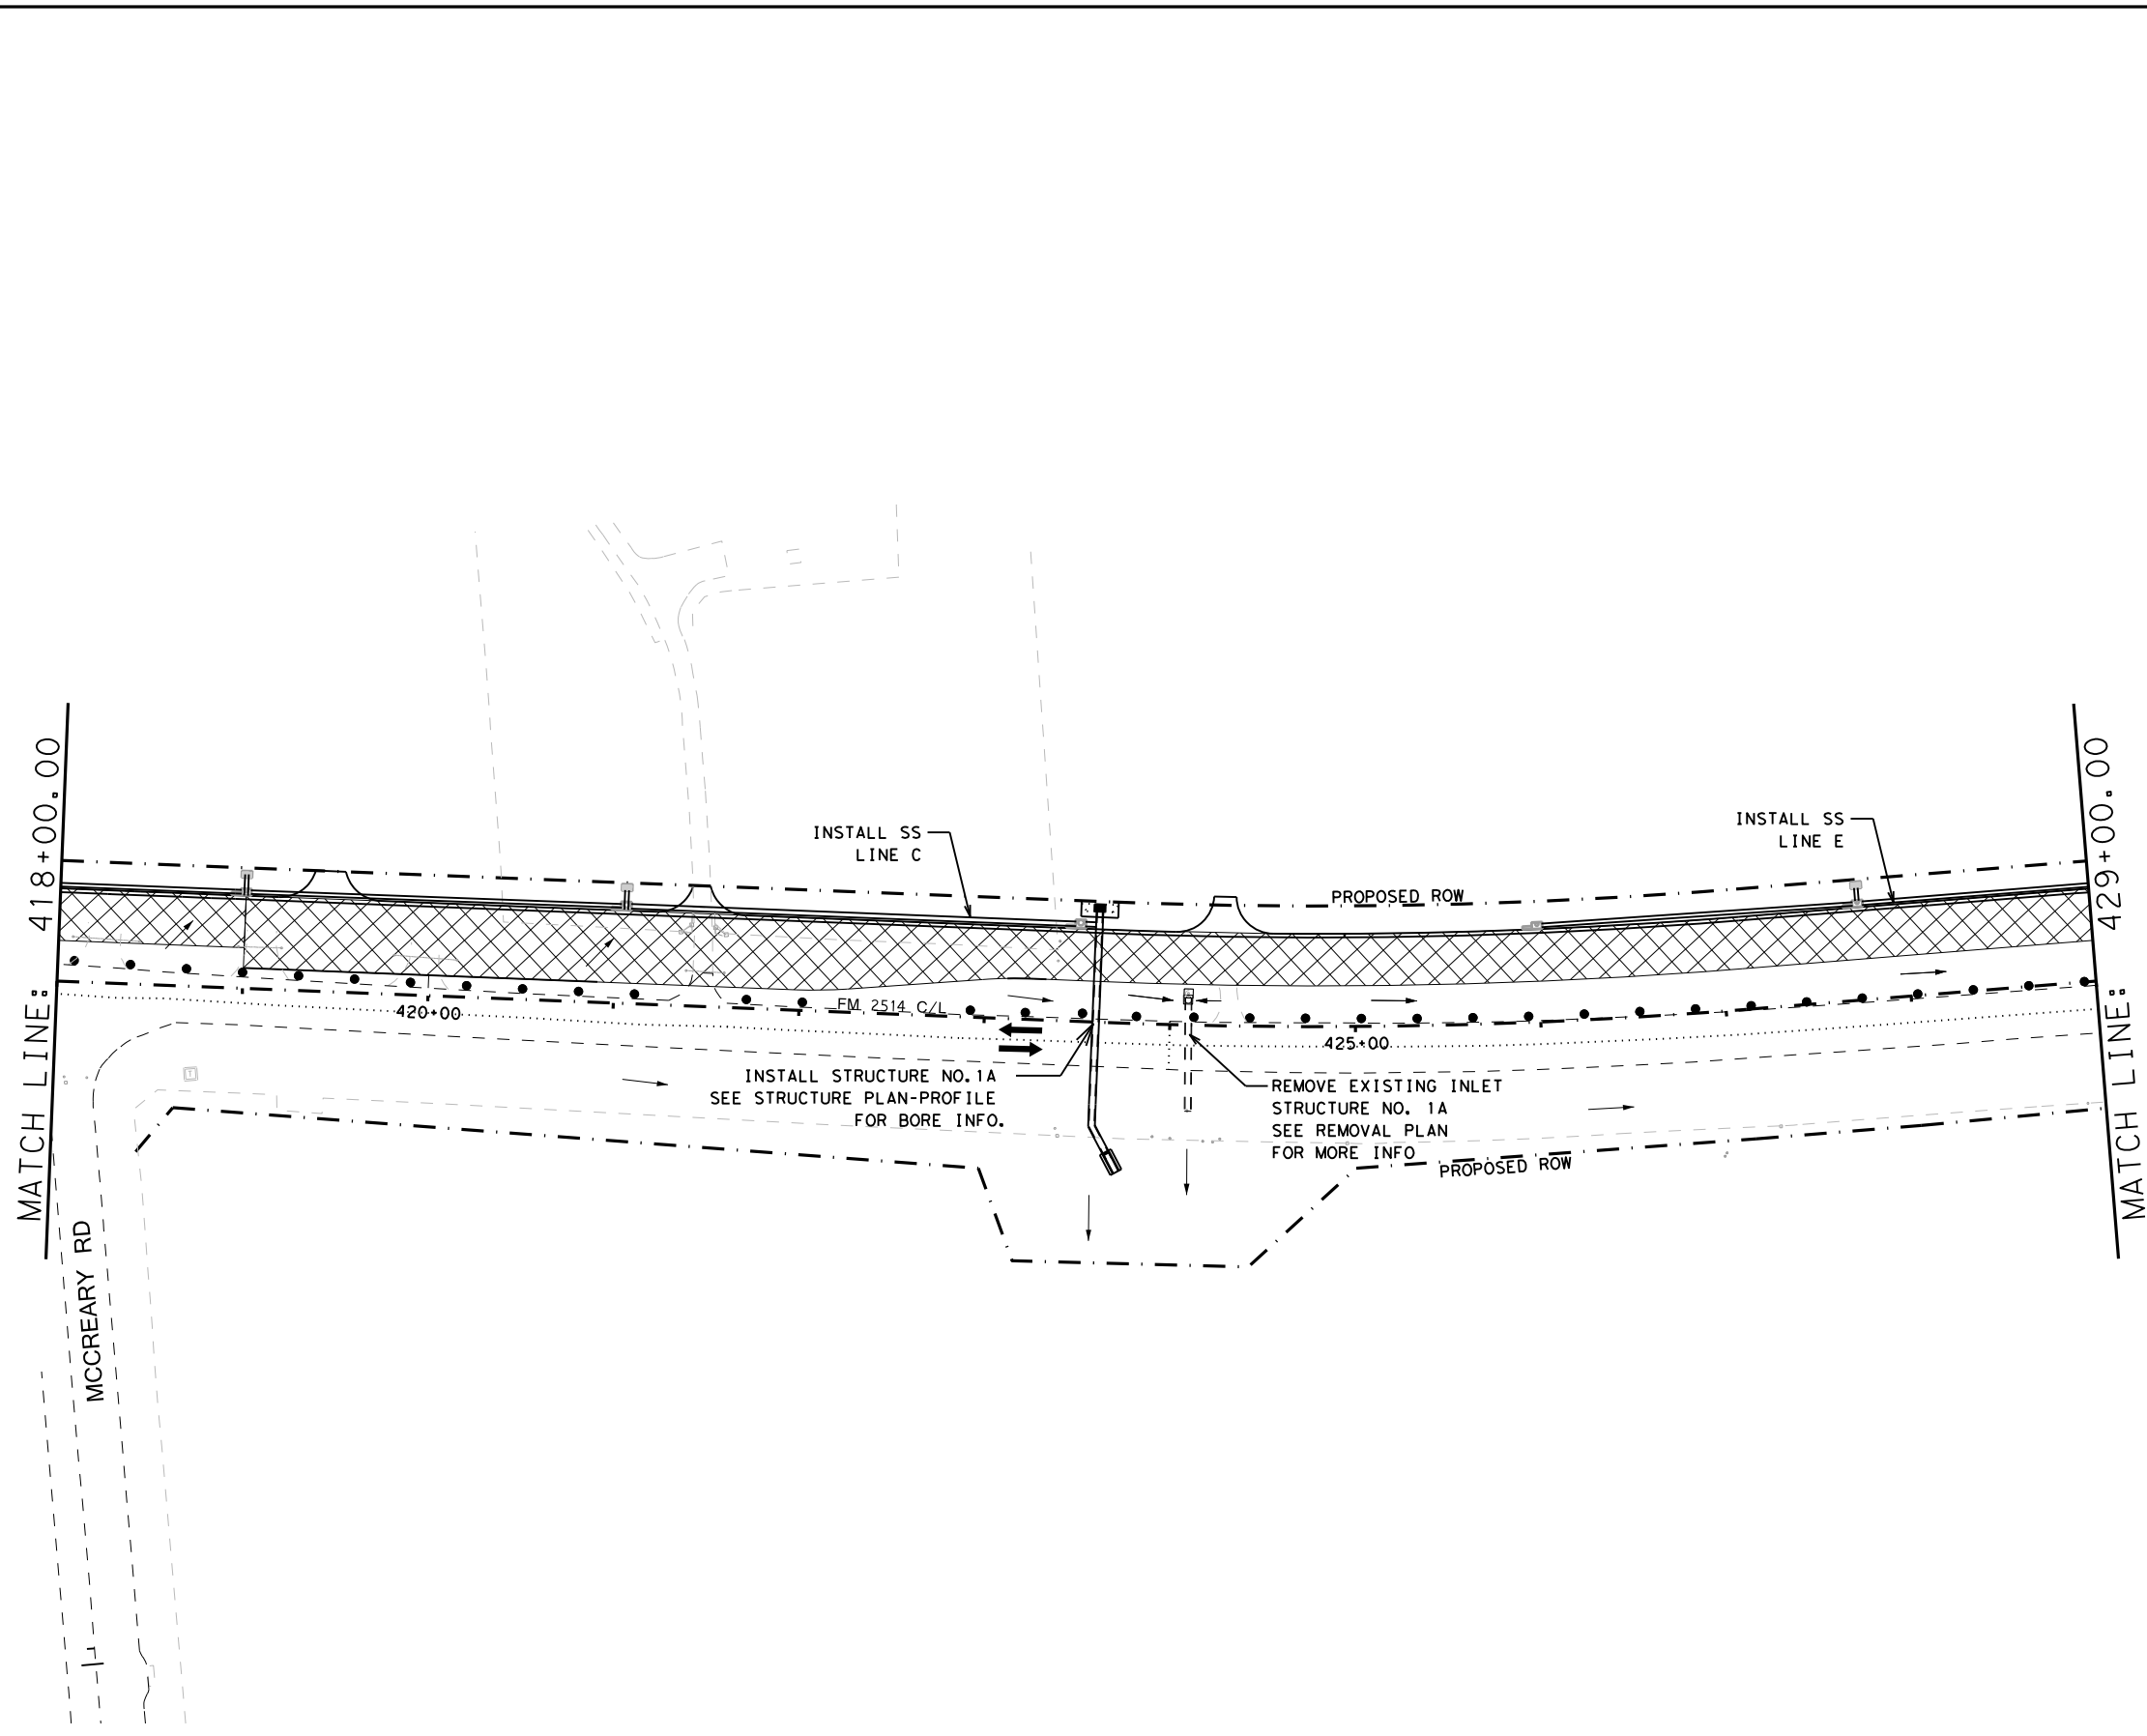 MATCH LINE: 418+00.00
INSTALL SS
LINE C
INSTALL SS
LINE E
PROPOSED ROW
FM 2514 C/L
420+00
425+00
INSTALL STRUCTURE NO.1A
SEE STRUCTURE PLAN-PROFILE
FOR BORE INFO.
REMOVE EXISTING INLET
STRUCTURE NO. 1A
SEE REMOVAL PLAN
FOR MORE INFO
PROPOSED ROW
MCCREARY RD
MATCH LINE: 429+00.00